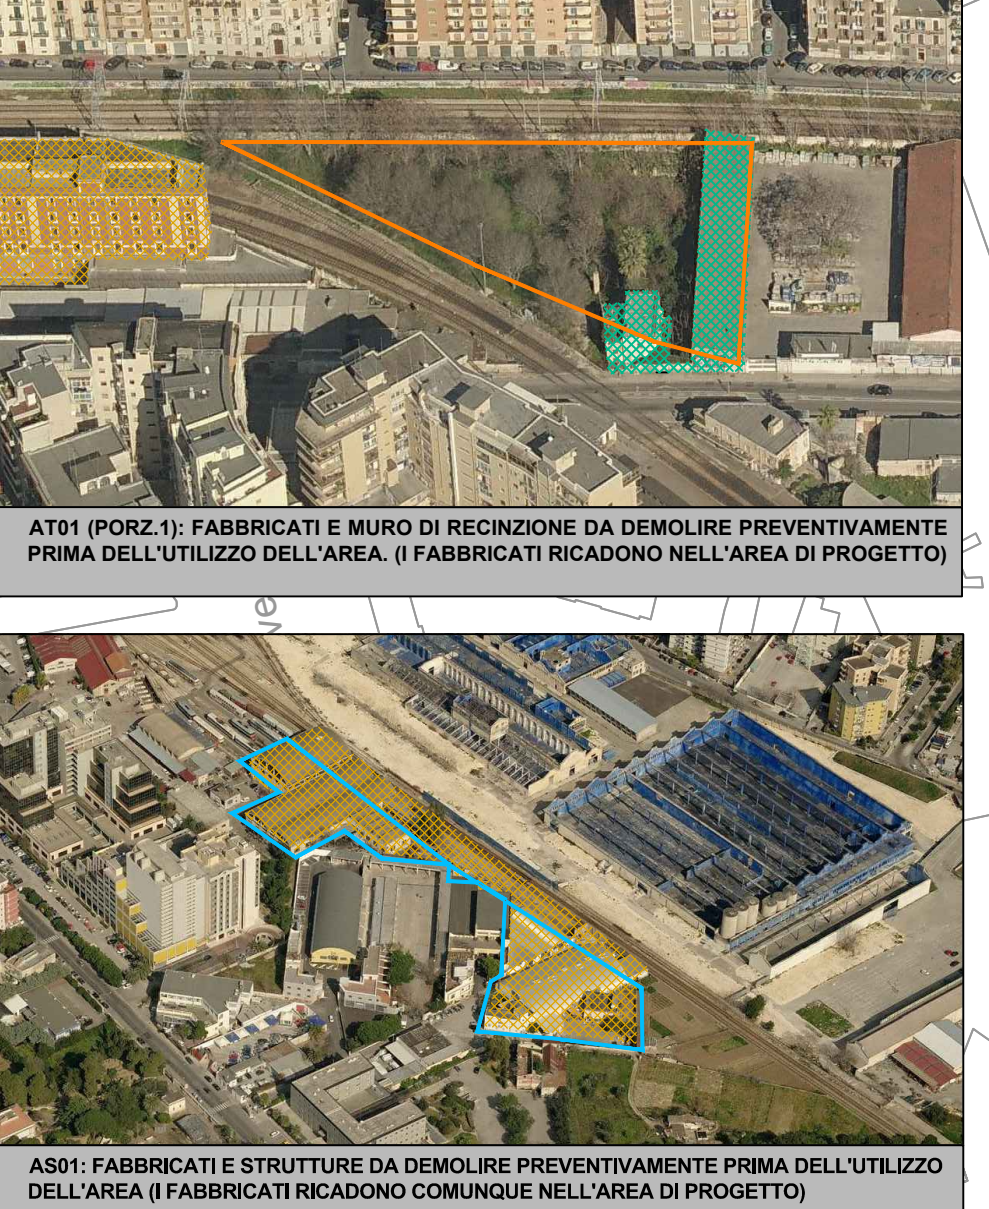 AT01 (PORZ.1): FABBRICATI E MURO DI RECINZIONE DA DEMOLIRE PREVENTIVAMENTE
PRIMA DELL'UTILIZZO DELL'AREA. (I FABBRICATI RICADONO NELL'AREA DI PROGETTO)
ve
AS01: FABBRICATI E STRUTTURE DA DEMOLIRE PREVENTIVAMENTE PRIMA DELL'UTILIZZO
DELL'AREA (I FABBRICATI RICADONO COMUNQUE NELL'AREA DI PROGETTO)